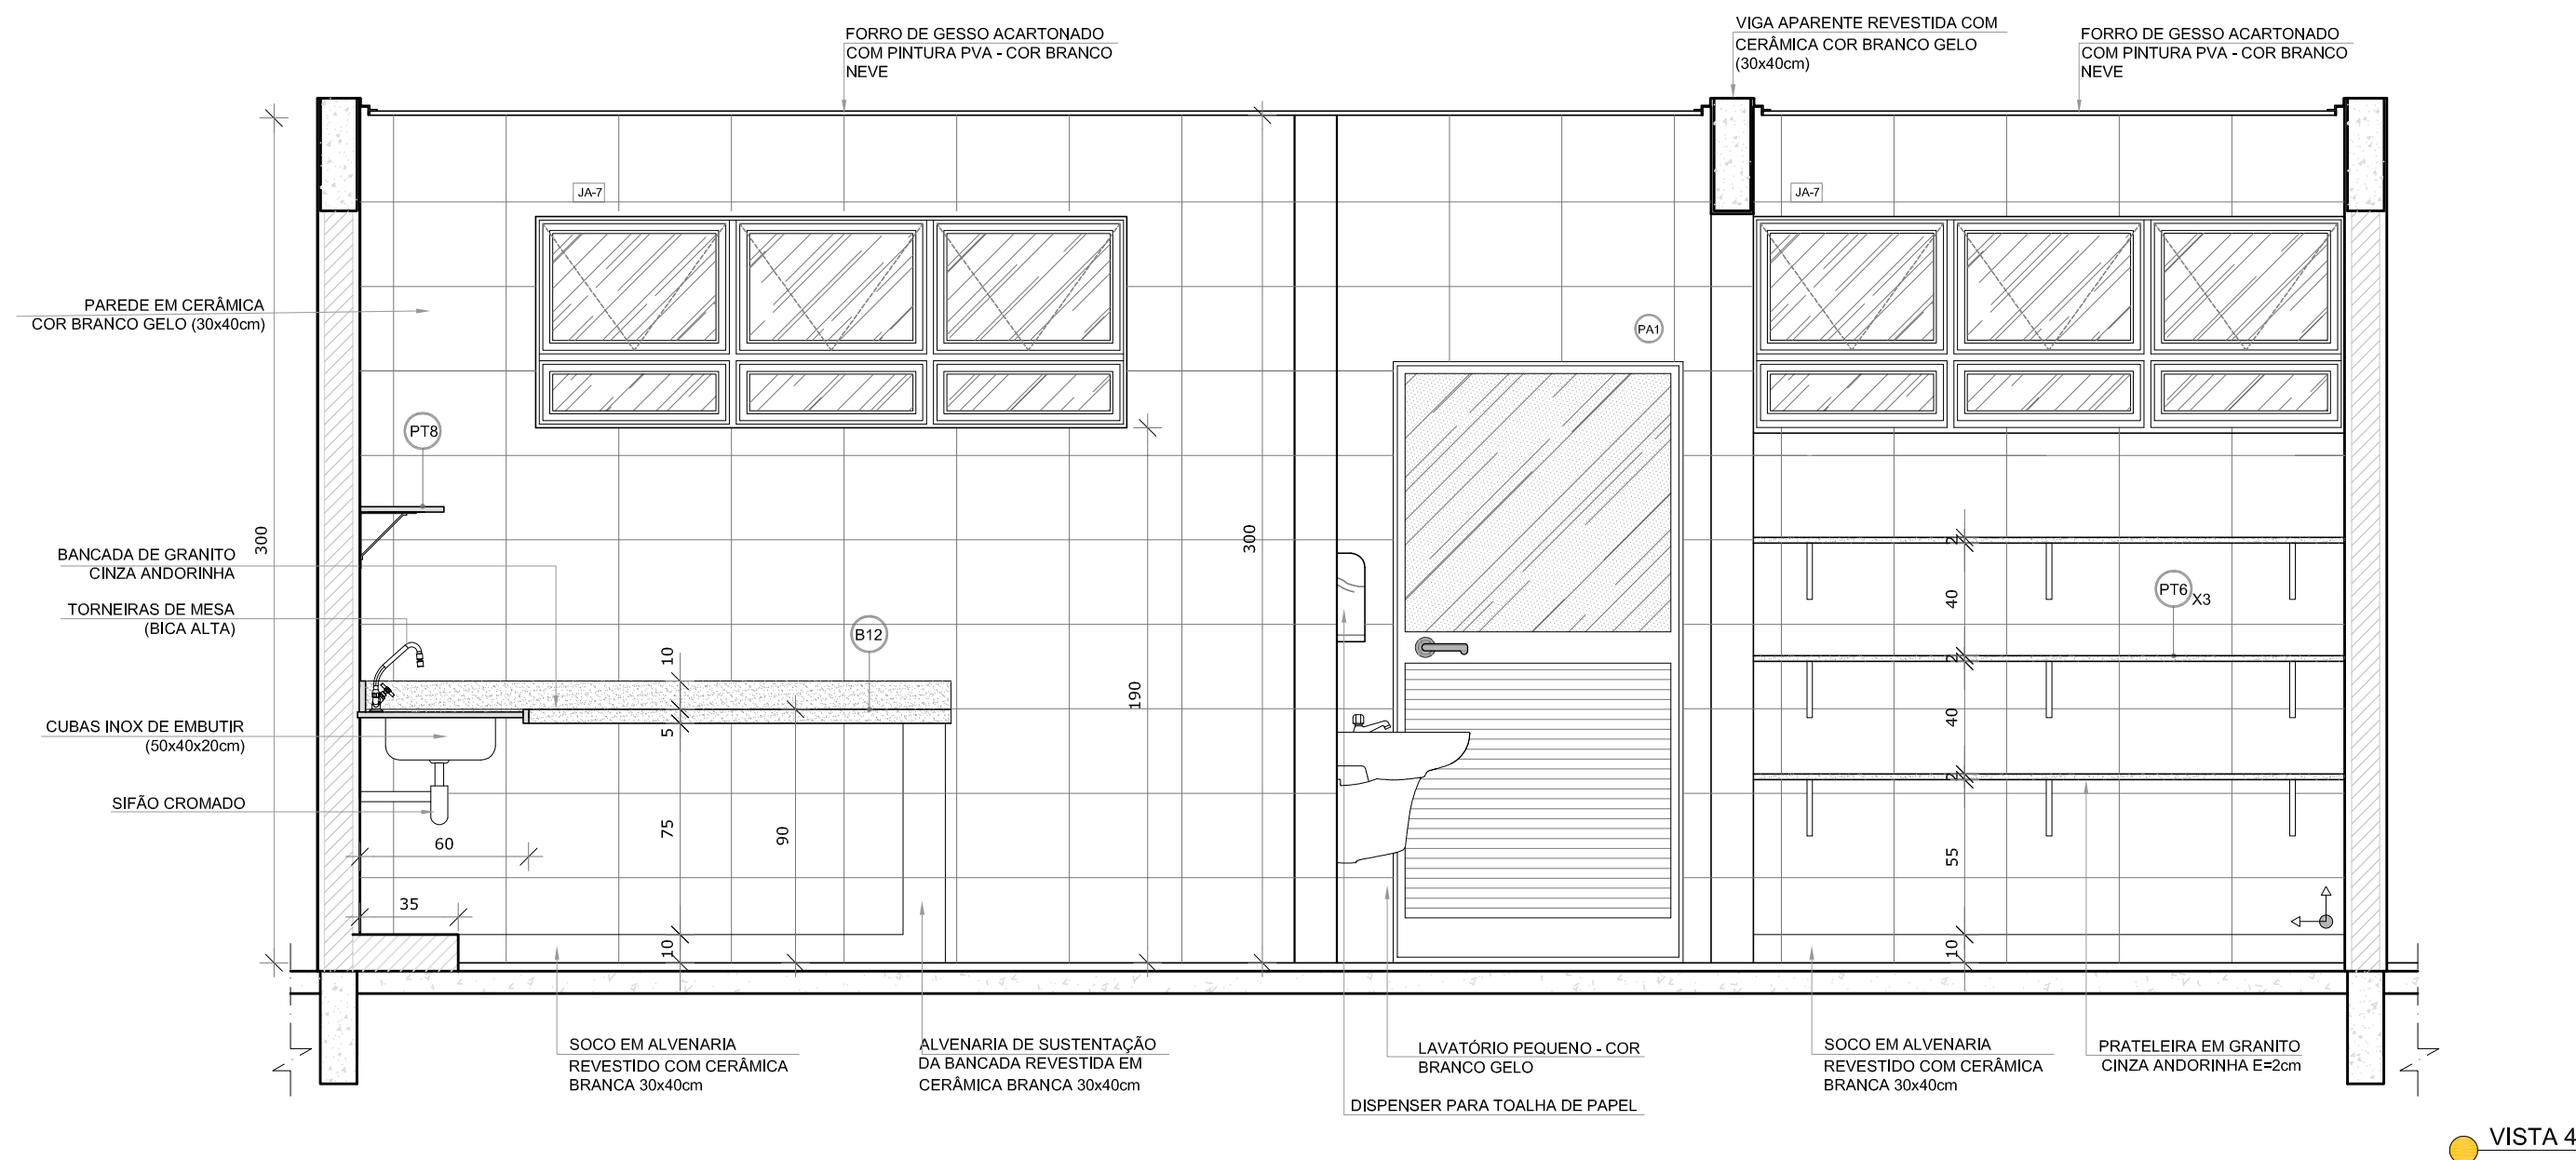 FORRO DE GESSO ACARTONADO
COM PINTURA PVA - COR BRANCO
NEVE
VIGA APARENTE REVESTIDA COM
CERÂMICA COR BRANCO GELO
(30x40cm)
FORRO DE GESSO ACARTONADO
COM PINTURA PVA - COR BRANCO
NEVE
JA-7
JA-7
PAREDE EM CERÂMICA
COR BRANCO GELO (30x40cm)
PA1
PT8
300
300
BANCADA DE GRANITO
CINZA ANDORINHA
TORNEIRAS DE MESA
(BICA ALTA)
B12
10
190
2
40
PT6
X3
2
40
CUBAS INOX DE EMBUTIR
(50x40x20cm)
5
SIFÃO CROMADO
75
90
2
60
55
35
10
10
SOCO EM ALVENARIA
REVESTIDO COM CERÂMICA
BRANCA 30x40cm
ALVENARIA DE SUSTENTAÇÃO
DA BANCADA REVESTIDA EM
CERÂMICA BRANCA 30x40cm
LAVATÓRIO PEQUENO - COR
BRANCO GELO
DISPENSER PARA TOALHA DE PAPEL
SOCO EM ALVENARIA
REVESTIDO COM CERÂMICA
BRANCA 30x40cm
PRATELEIRA EM GRANITO
CINZA ANDORINHA E=2cm
VISTA 4